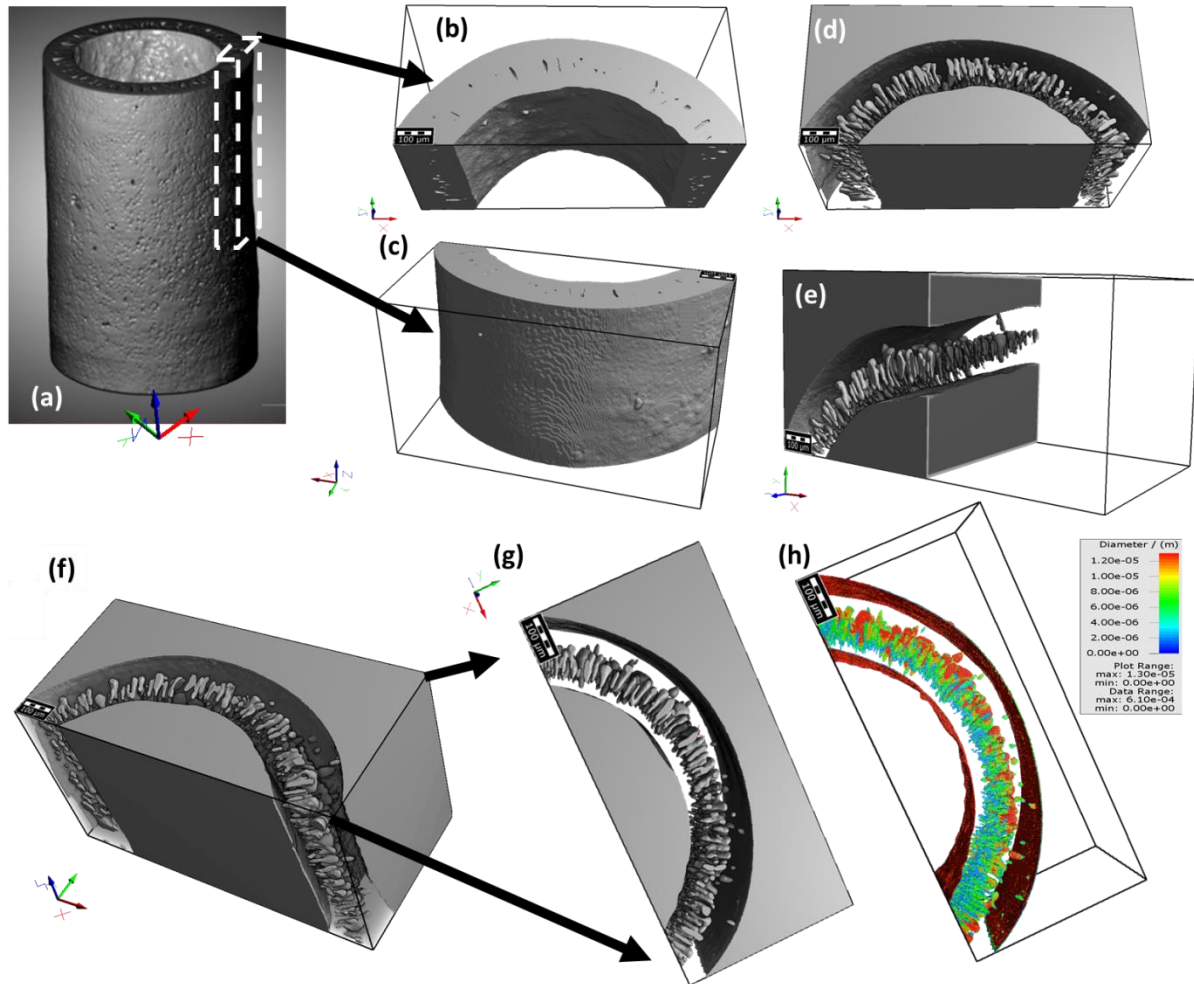 (a)
X
Y
Z
(b)
100 µm
Y
X
(c)
X
Z
Y
(d)
100 µm
Y
X
(e)
100 µm
Y
X
(f)
100 µm
X
(g)
Y
X
100 µm
(h)
100 µm
Diameter / (m)
1.20e-05
1.00e-05
8.00e-06
6.00e-06
4.00e-06
2.00e-06
0.00e+00
Plot Range:
max: 1.30e-05
min: 0.00e+00
Data Range:
max: 6.10e-04
min: 0.00e+00